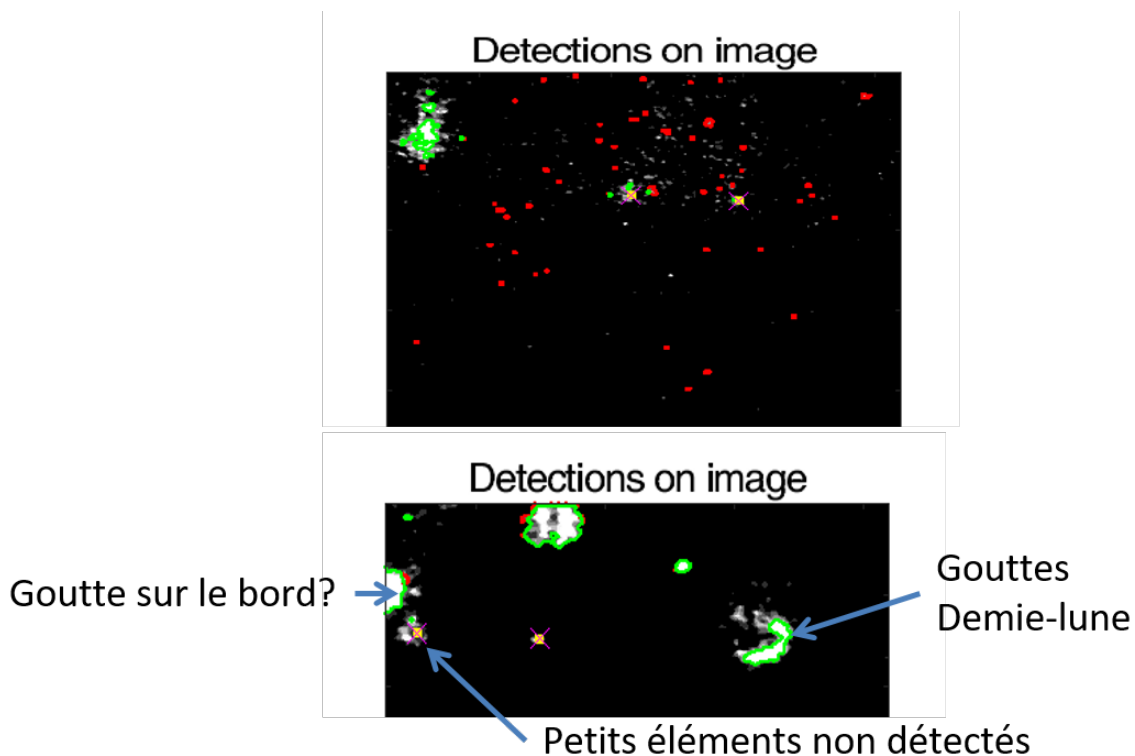 Detections on image
Detections on image
Goutte sur le bord?
Gouttes
Demie-lune
Petits éléments non détectés